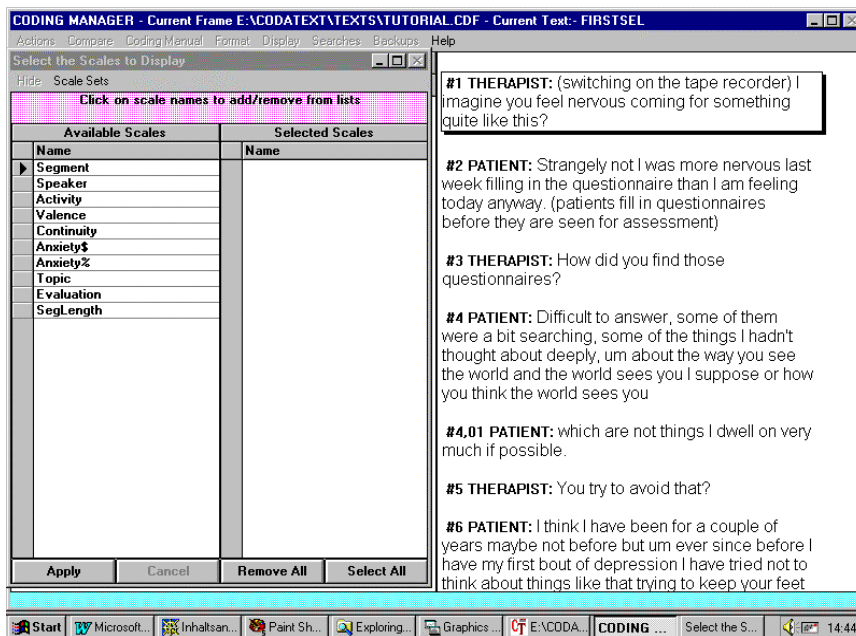 CODING MANAGER - Current Frame E:\CODATEXT\TEXTS\TUTORIAL.CDF - Current Text:- FIRSTSEL
Actions Compare Coding Manual Format Display Searches Backups Help
Select the Scales to Display
Hide Scale Sets
Click on scale names to add/remove from lists
Available Scales Selected Scales
Name Name
Segment
Speaker
Activity
Valence
Continuity
Anxiety$
Anxiety%
Topic
Evaluation
SegLength
Apply Cancel Remove All Select All
#1 THERAPIST: (switching on the tape recorder) I
imagine you feel nervous coming for something
quite like this?
#2 PATIENT: Strangely not I was more nervous last
week filling in the questionnaire than I am feeling
today anyway. (patients fill in questionnaires
before they are seen for assessment)
#3 THERAPIST: How did you find those
questionnaires?
#4 PATIENT: Difficult to answer, some of them
were a bit searching, some of the things I hadn't
thought about deeply, um about the way you see
the world and the world sees you I suppose or how
you think the world sees you
#4,01 PATIENT: which are not things I dwell on very
much if possible.
#5 THERAPIST: You try to avoid that?
#6 PATIENT: I think I have been for a couple of
years maybe not before but um ever since before I
have my first bout of depression I have tried not to
think about things like that trying to keep your feet
Start Microsoft... Inhaltsan... Paint Sh... Exploring... Graphics ... E:\CODA... CODING ... Select the S... 14:44